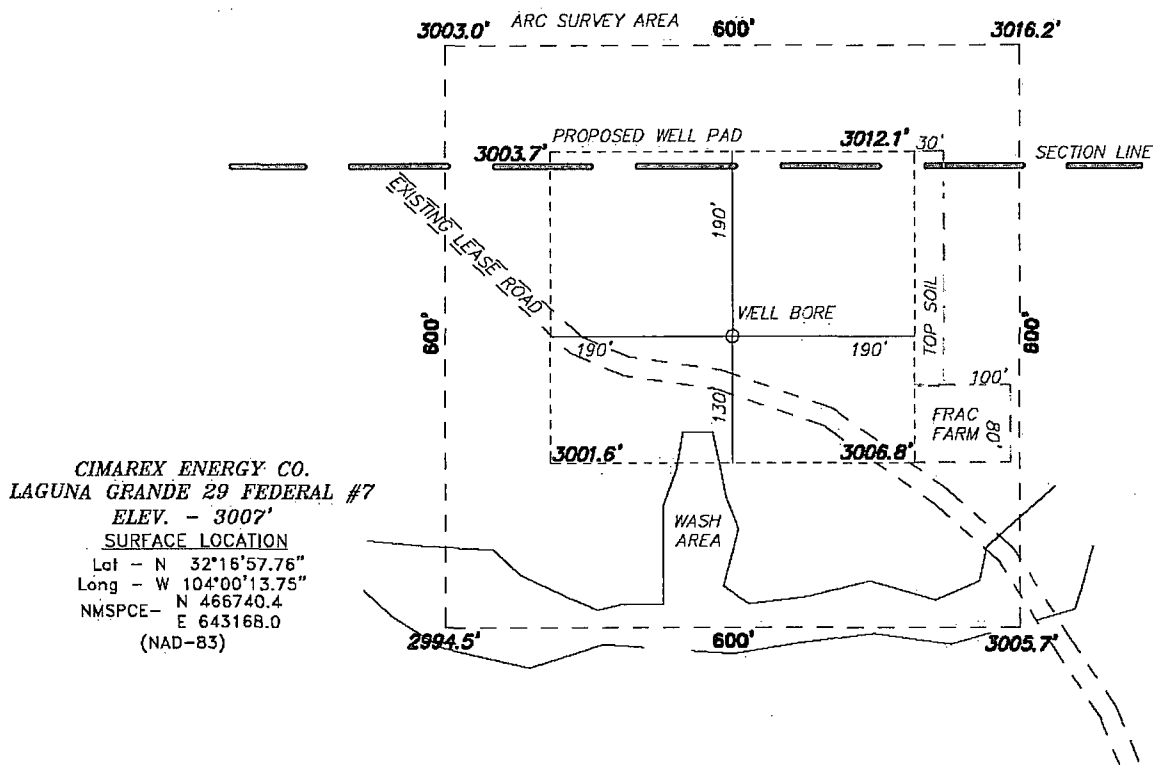 ARC SURVEY AREA
3003.0'
600'
3016.2'
PROPOSED WELL PAD
3003.7'
3012.1'
30'
SECTION LINE
EXISTING LEASE ROAD
190'
WELL BORE
TOP SOIL
600'
190'
190'
600'
130'
100'
FRAC
FARM
80'
3001.6'
3006.8'
WASH
AREA
CIMAREX ENERGY CO.
LAGUNA GRANDE 29 FEDERAL #7
ELEV. - 3007'
SURFACE LOCATION
Lat - N 32°16'57.76"
Long - W 104°00'13.75"
NMSPCE- N 466740.4
E 643168.0
(NAD-83)
2994.5'
600'
3005.7'